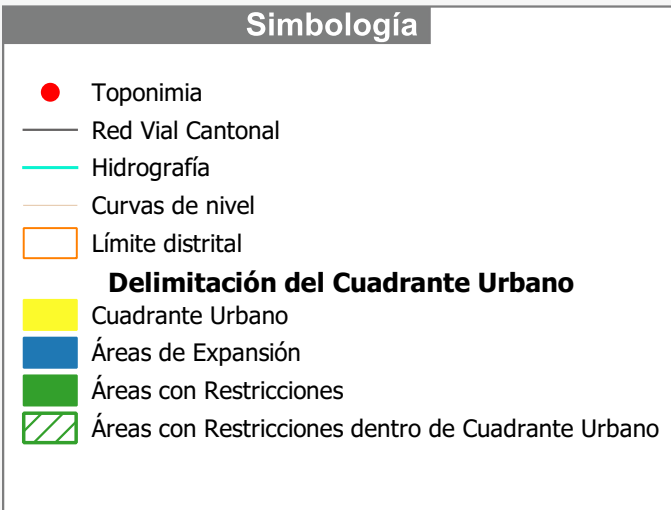 Simbología
Toponimia
Red Vial Cantonal
Hidrografía
Curvas de nivel
Límite distrital
Delimitación del Cuadrante Urbano
Cuadrante Urbano
Áreas de Expansión
Áreas con Restricciones
Áreas con Restricciones dentro de Cuadrante Urbano